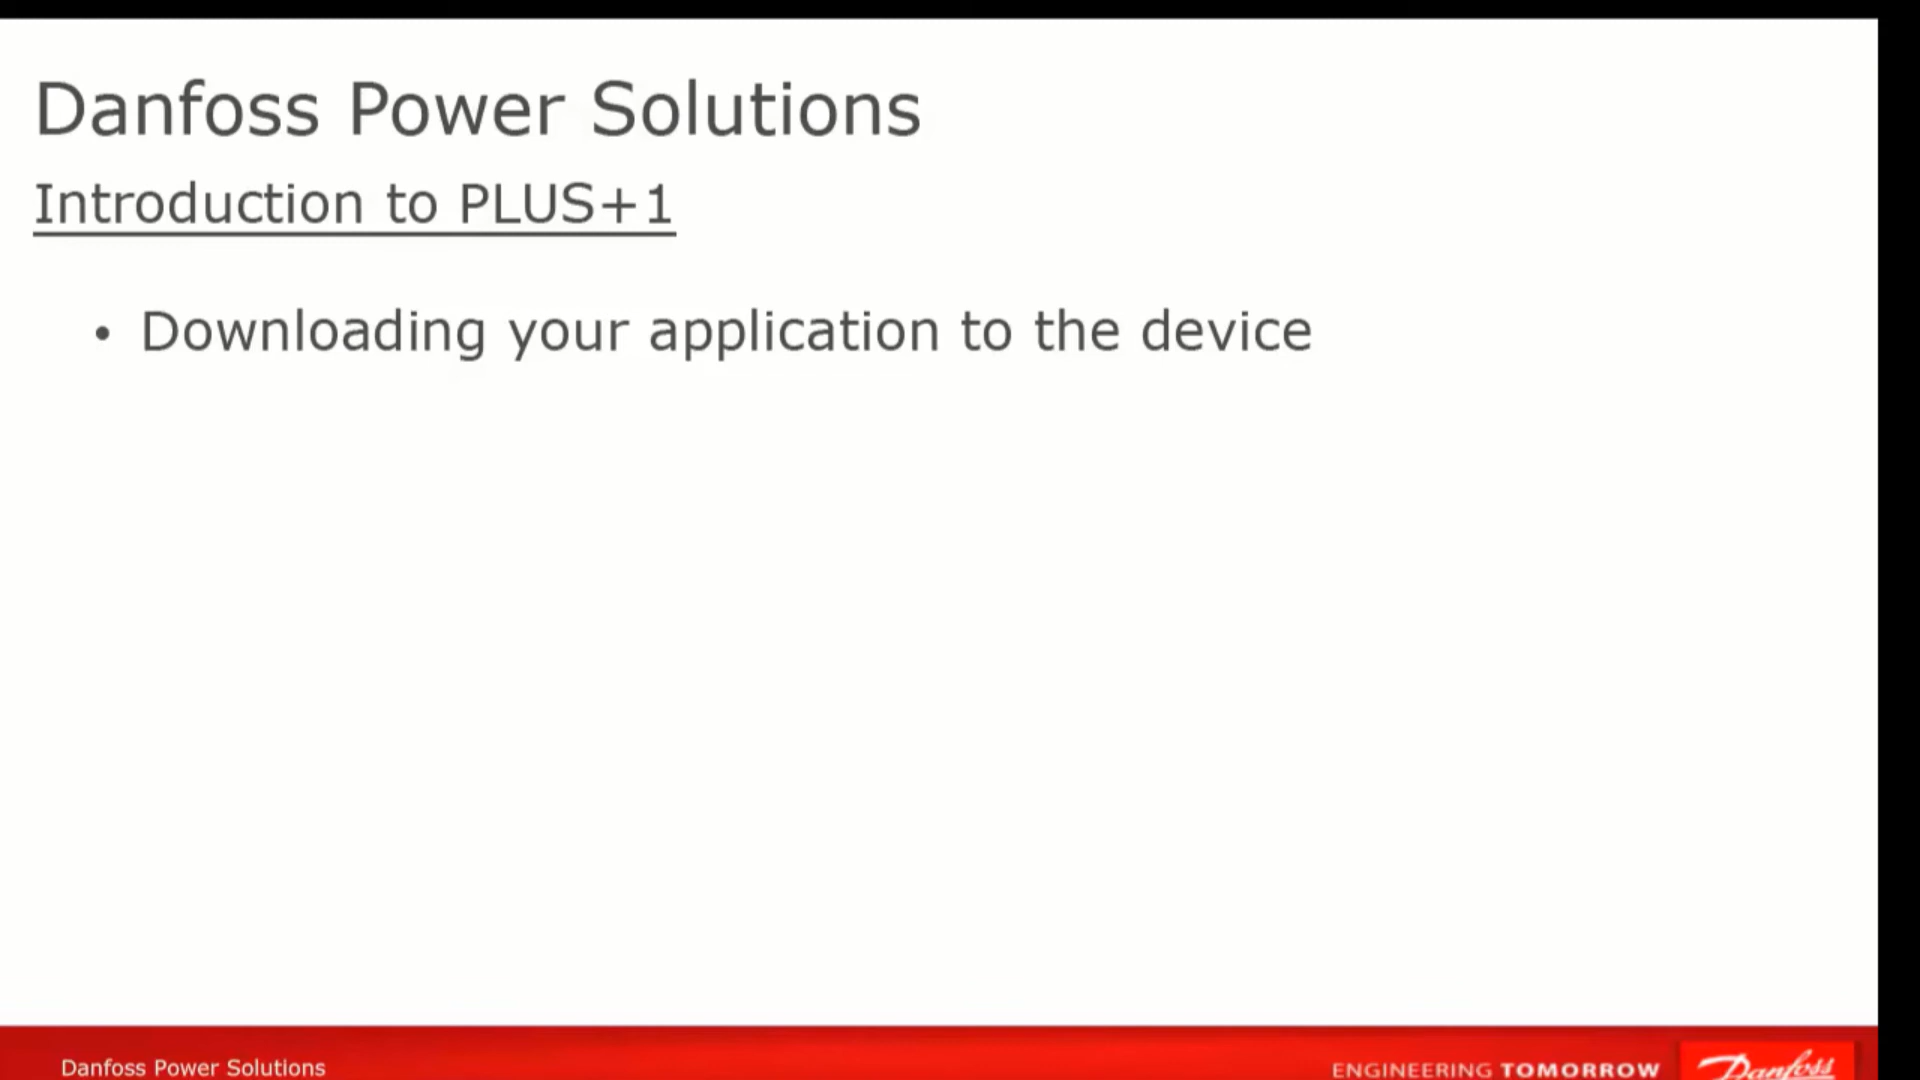 Danfoss Power Solutions
Introduction to PLUS+1
• Downloading your application to the device
Danfoss Power Solutions
ENGINEERING TOMORROW
Danfoss